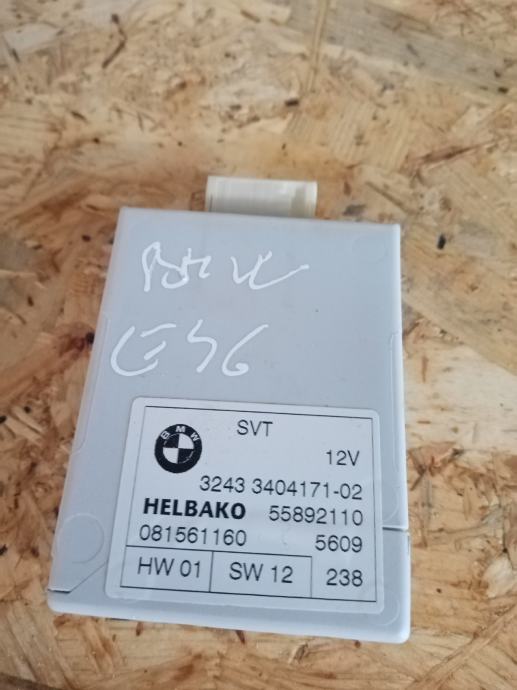 BMW
E46
BMW
SVT
12V
3243 3404171-02
HELBAKO 55892110
081561160 5609
HW 01 SW 12 238